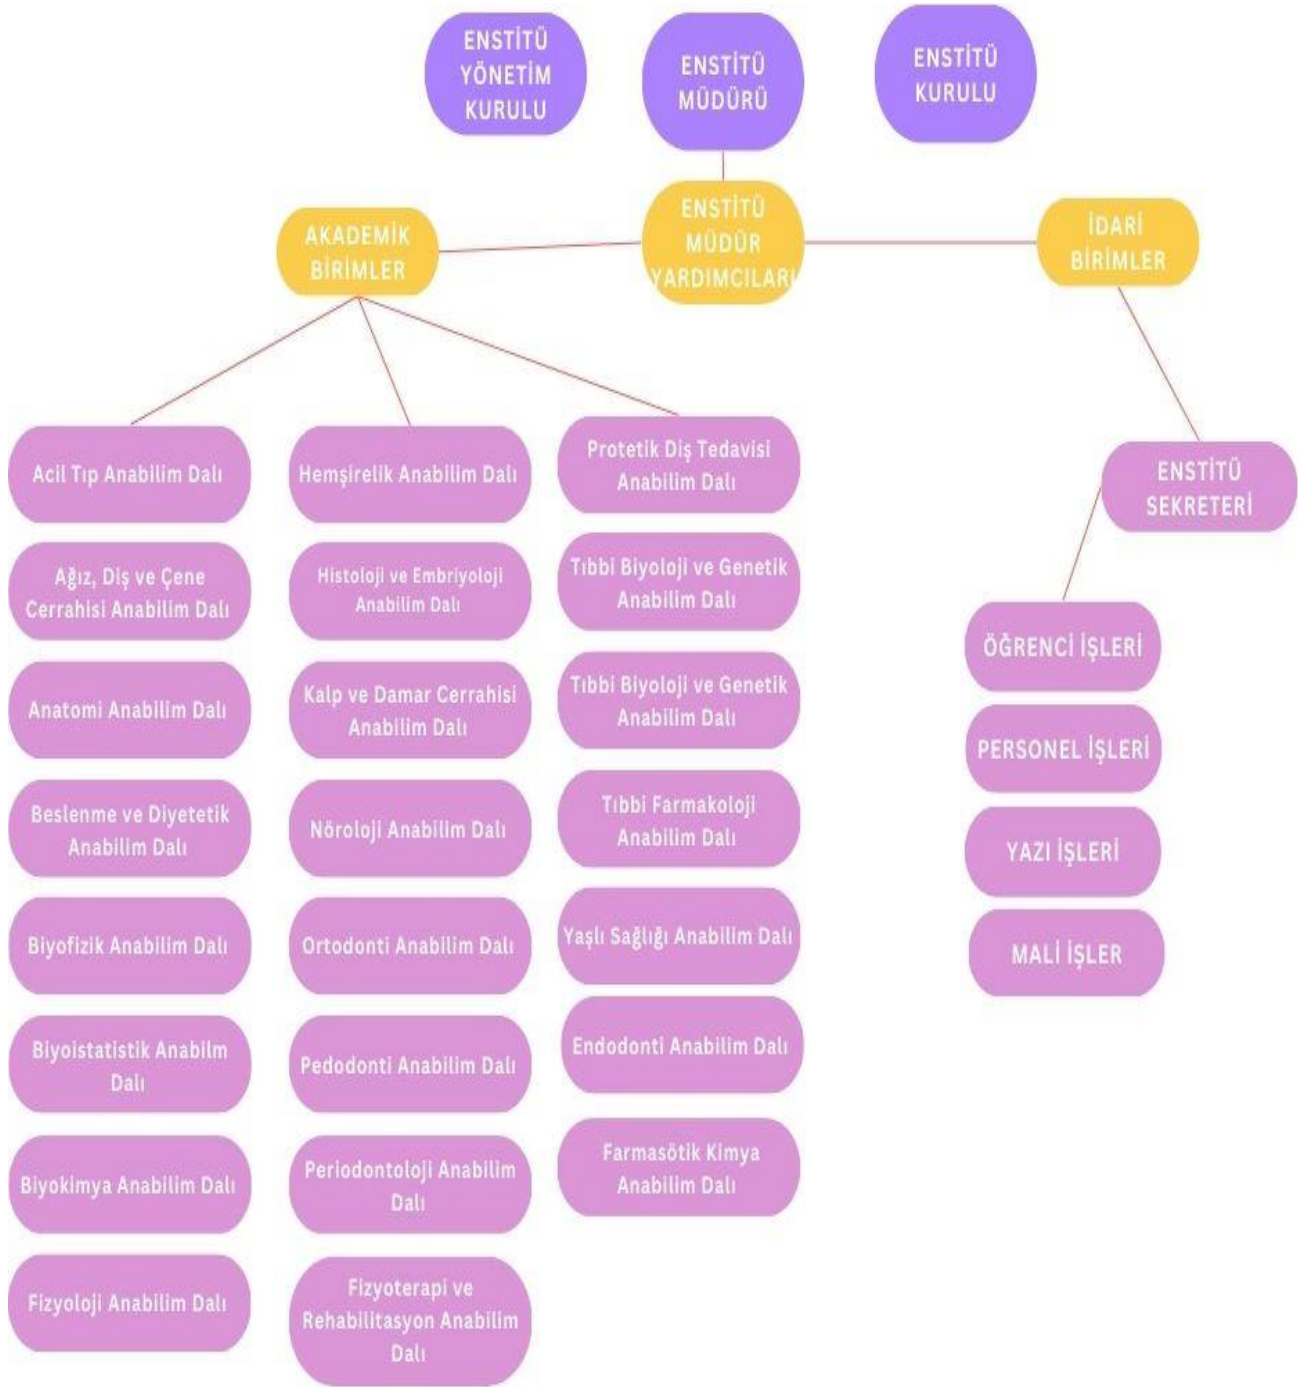 ENSTİTÜ
YÖNETİM
KURULU
ENSTİTÜ
MÜDÜRÜ
ENSTİTÜ
KURULU
AKADEMİK
BİRİMLER
ENSTİTÜ
MÜDÜR
YARDIMCILARI
İDARİ
BİRİMLER
Acil Tıp Anabilim Dalı
Ağız, Diş ve Çene
Cerrahisi Anabilim Dalı
Anatomi Anabilim Dalı
Beslenme ve Diyetetik
Anabilim Dalı
Biyofizik Anabilim Dalı
Biyoistatistik Anabilm
Dalı
Biyokimya Anabilim Dalı
Fizyoloji Anabilim Dalı
Hemşirelik Anabilim Dalı
Histoloji ve Embriyoloji
Anabilim Dalı
Kalp ve Damar Cerrahisi
Anabilim Dalı
Nöroloji Anabilim Dalı
Ortodonti Anabilim Dalı
Pedodonti Anabilim Dalı
Periodontoloji Anabilim
Dalı
Fizyoterapi ve
Rehabilitasyon Anabilim
Dalı
Protetik Diş Tedavisi
Anabilim Dalı
Tıbbi Biyoloji ve Genetik
Anabilim Dalı
Tıbbi Biyoloji ve Genetik
Anabilim Dalı
Tıbbi Farmakoloji
Anabilim Dalı
Yaşlı Sağlığı Anabilim Dalı
Endodonti Anabilim Dalı
Farmasötik Kimya
Anabilim Dalı
ENSTİTÜ
SEKRETERİ
ÖĞRENCİ İŞLERİ
PERSONEL İŞLERİ
YAZI İŞLERİ
MALİ İŞLER